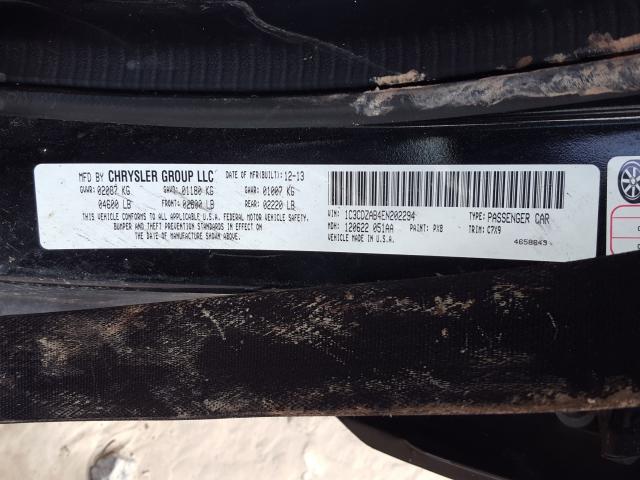 MFD BY CHRYSLER GROUP LLC DATE OF MFR(BUILT): 12-13
GVWR: 02087 KG GAWR: 01180 KG GAWR: 01007 KG
04600 LB FRONT: 02600 LB REAR: 02220 LB
THIS VEHICLE CONFORMS TO ALL APPLICABLE U.S.A. FEDERAL MOTOR VEHICLE SAFETY,
BUMPER AND THEFT PREVENTION STANDARDS IN EFFECT ON
THE DATE OF MANUFACTURE SHOWN ABOVE.
VIN: 1C3CDZAB4EN202294 TYPE: PASSENGER CAR
MDH: 120622 051AA PAINT: PX8 TRIM: C7X9
VEHICLE MADE IN U.S.A. 4658843